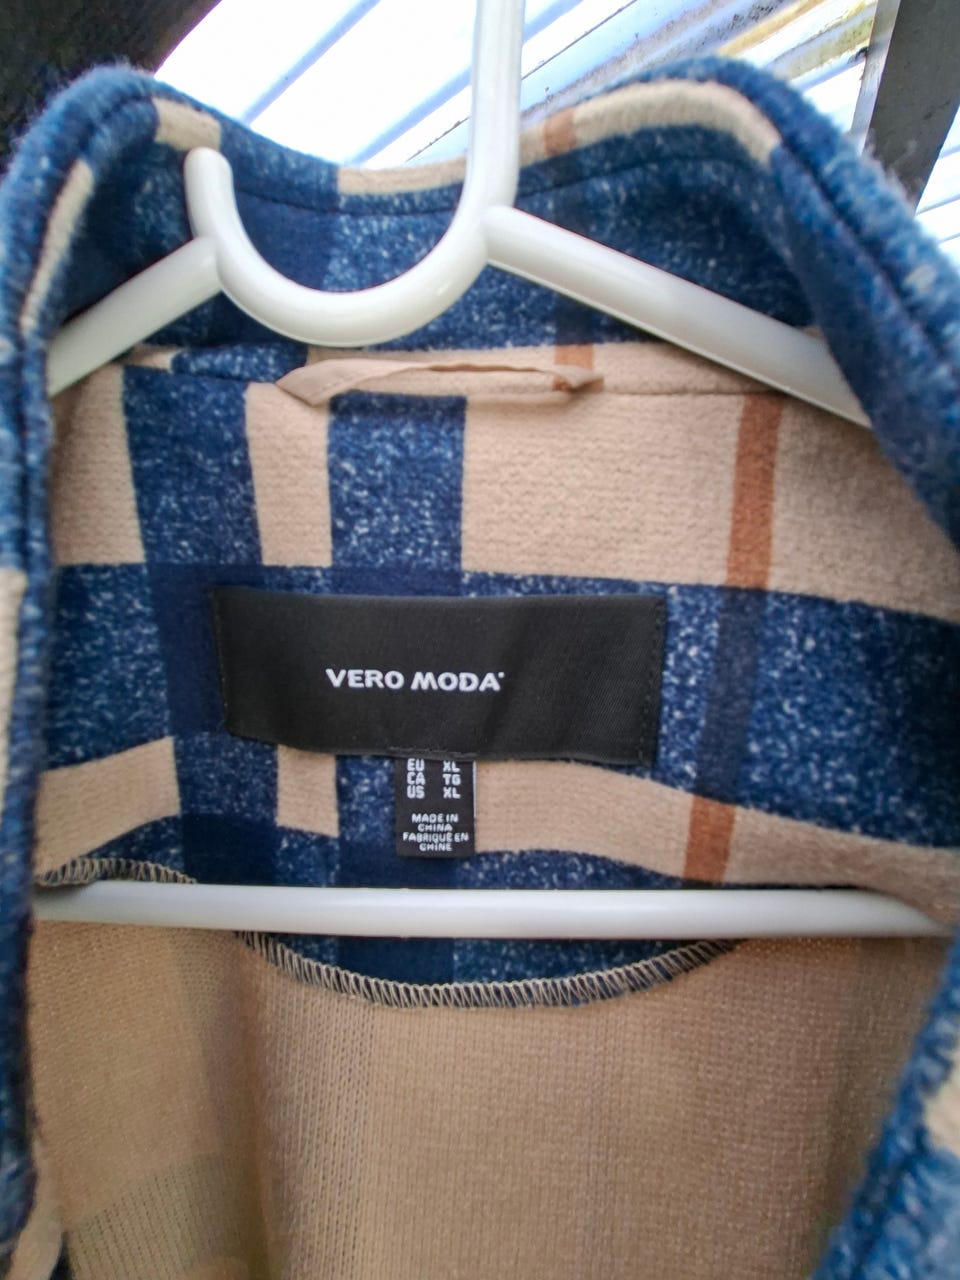 VERO MODA
EU XL
CA TG
US XL
MADE IN
CHINA
FABRIQUÉ EN
CHINE